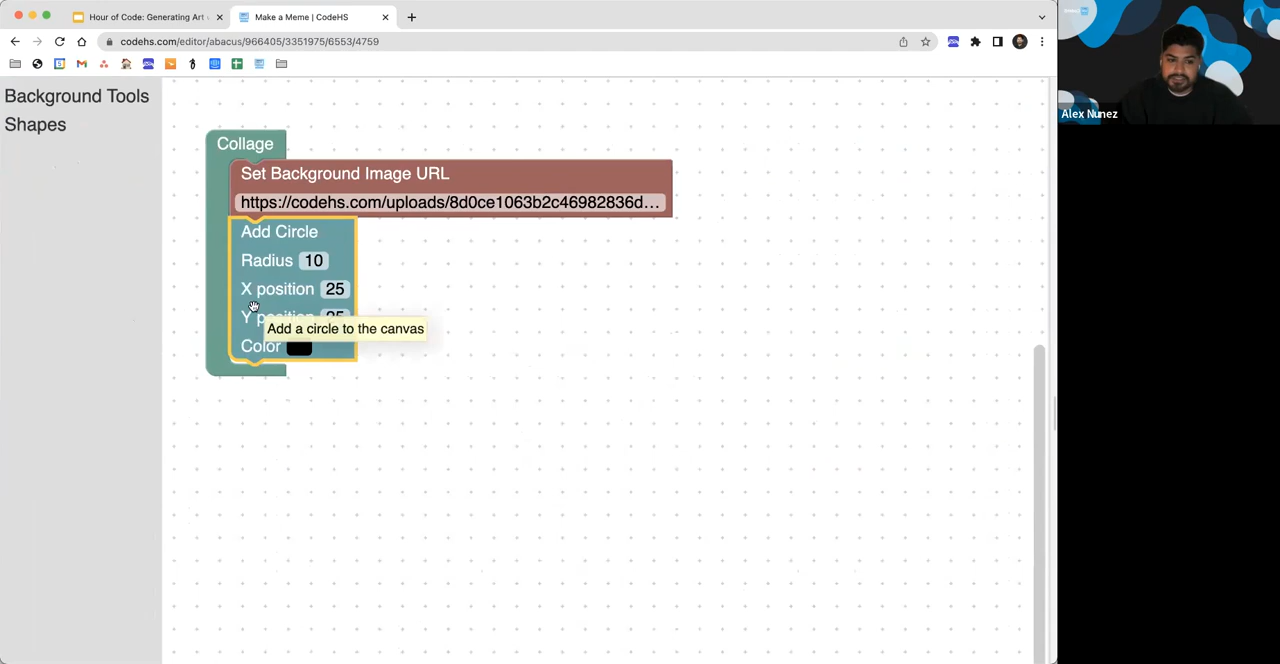 Hour of Code: Generating Art
Make a Meme | CodeHS
codehs.com/editor/abacus/966405/3351975/6553/4759
Background Tools
Shapes
Collage
Set Background Image URL
https://codehs.com/uploads/8d0ce1063b2c46982836d…
Add Circle
Radius 10
X position 25
Y position 25
Add a circle to the canvas
Color
Alex Nunez